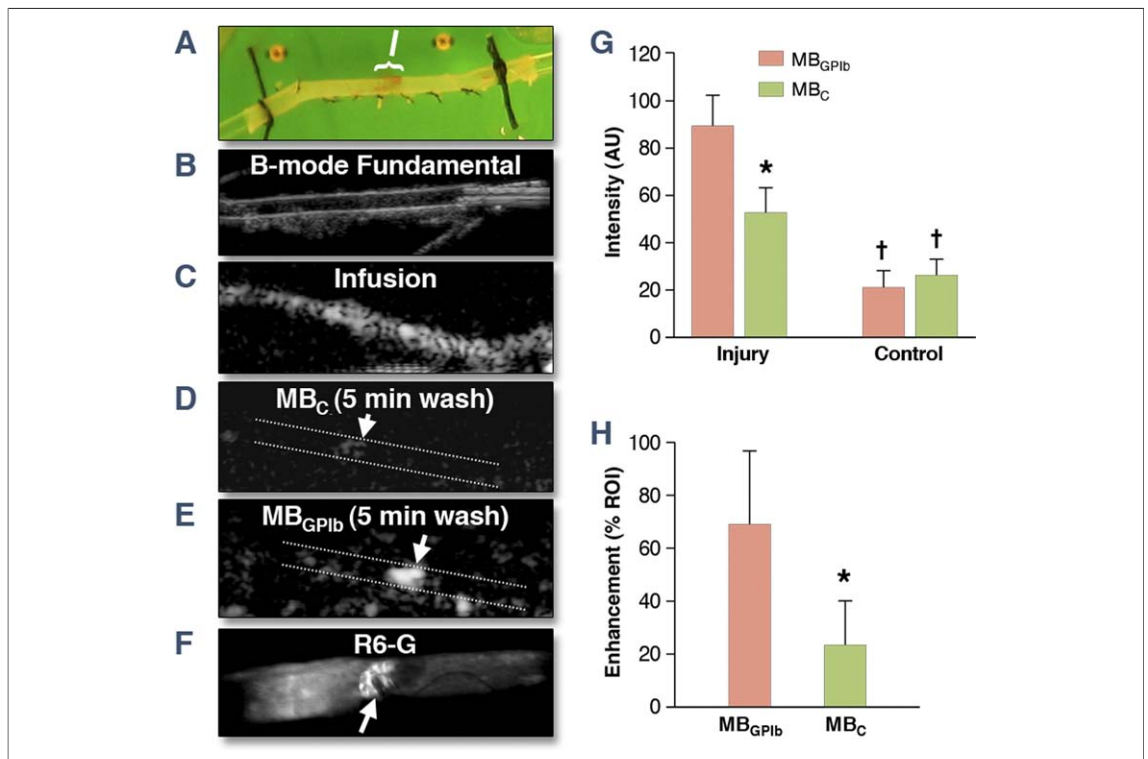 A
B
B-mode Fundamental
C
Infusion
D
MBC (5 min wash)
E
MBGPIb (5 min wash)
F
R6-G
G
120
100
80
60
40
20
0
Intensity (AU)
MBGPIb
MBC
*
†
†
Injury Control
H
100
80
60
40
20
0
Enhancement (% ROI)
*
MBGPIb MBC